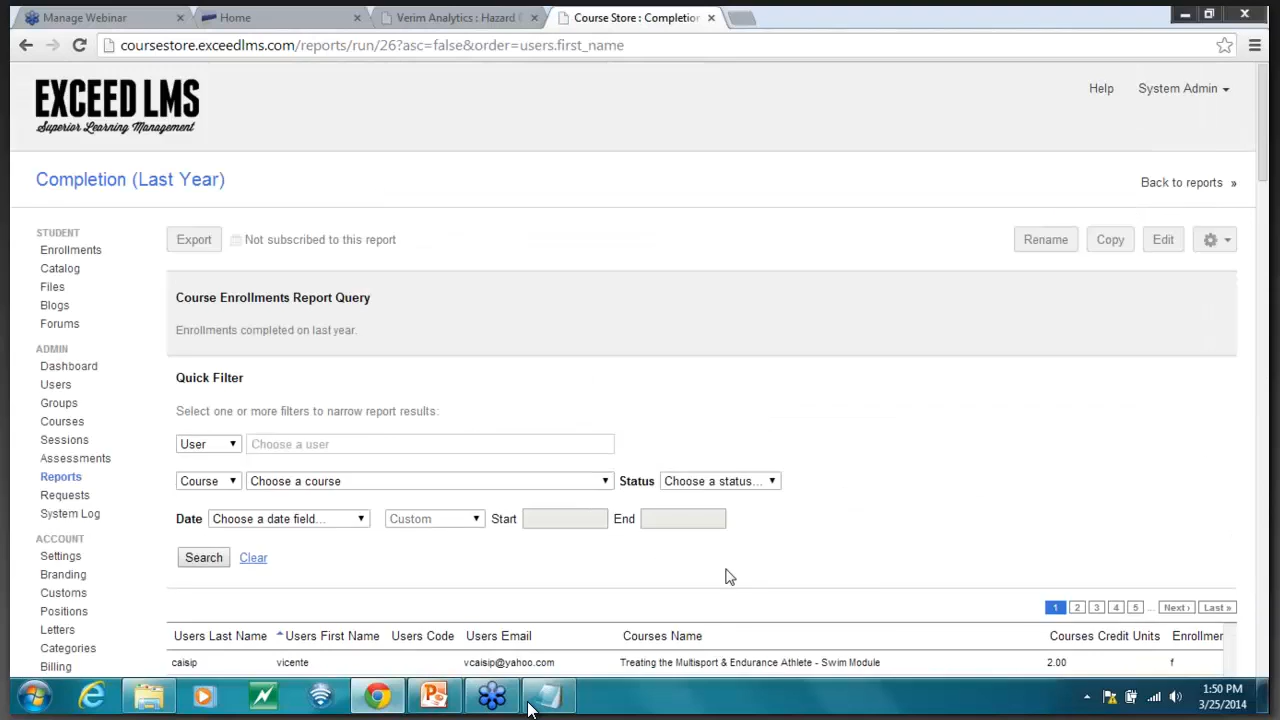 Manage Webinar
Home
Verim Analytics : Hazard
Course Store : Completion
coursestore.exceedlms.com/reports/run/26?asc=false&order=users.first_name
EXCEED LMS
Superior Learning Management
Help
System Admin
Completion (Last Year)
Back to reports »
STUDENT
Enrollments
Catalog
Files
Blogs
Forums
ADMIN
Dashboard
Users
Groups
Courses
Sessions
Assessments
Reports
Requests
System Log
ACCOUNT
Settings
Branding
Customs
Positions
Letters
Categories
Billing
Export
Not subscribed to this report
Rename
Copy
Edit
Course Enrollments Report Query
Enrollments completed on last year.
Quick Filter
Select one or more filters to narrow report results:
User
Choose a user
Course
Choose a course
Status
Choose a status...
Date
Choose a date field...
Custom
Start
End
Search
Clear
1 2 3 4 5 ... Next › Last »
Users Last Name
Users First Name
Users Code
Users Email
Courses Name
Courses Credit Units
Enrollmer
caisip
vicente
vcaisip@yahoo.com
Treating the Multisport & Endurance Athlete - Swim Module
2.00
f
1:50 PM
3/25/2014